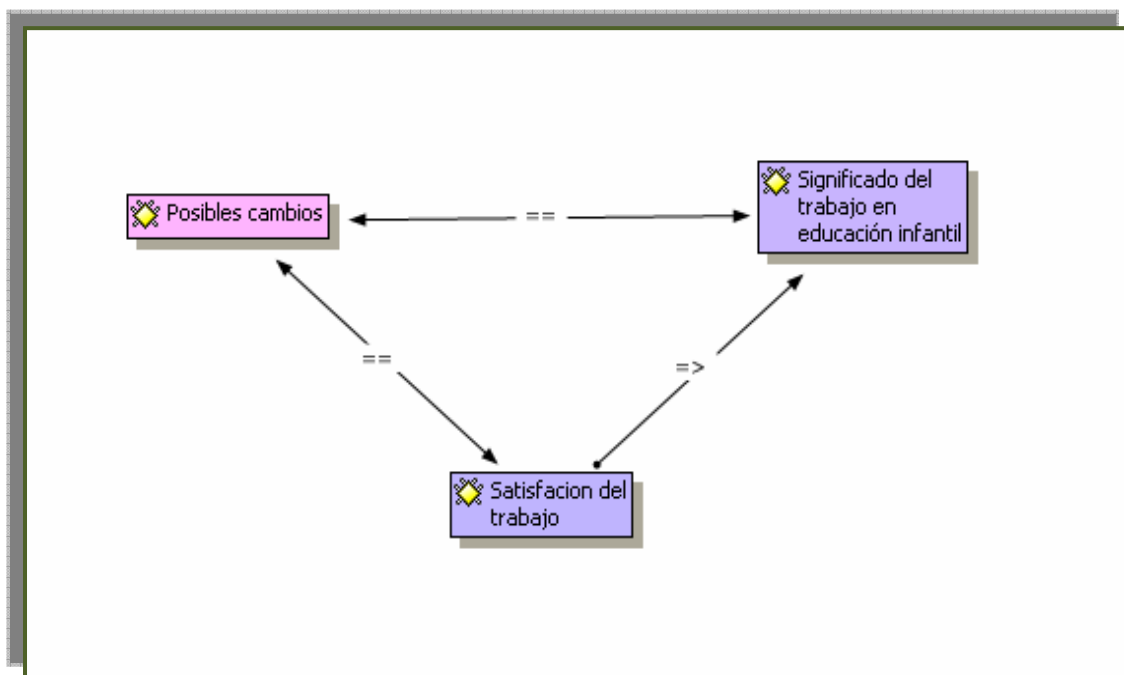 Posibles cambios
==
Significado del
trabajo en
educación infantil
==
=>
Satisfacion del
trabajo